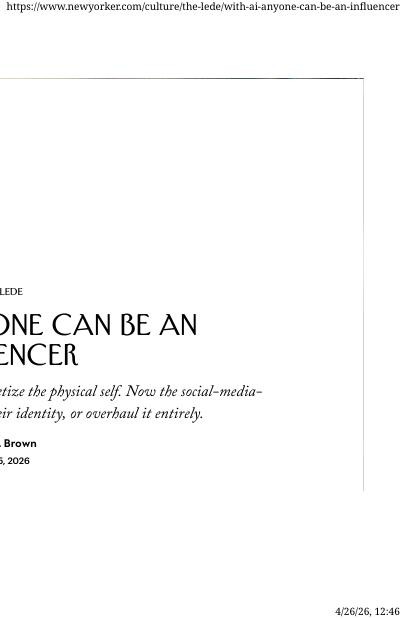 https://www.newyorker.com/culture/the-lede/with-ai-anyone-can-be-an-influencer
LEDE
ONE CAN BE AN
ENCER
etize the physical self. Now the social-media-
eir identity, or overhaul it entirely.
. Brown
5, 2026
4/26/26, 12:46